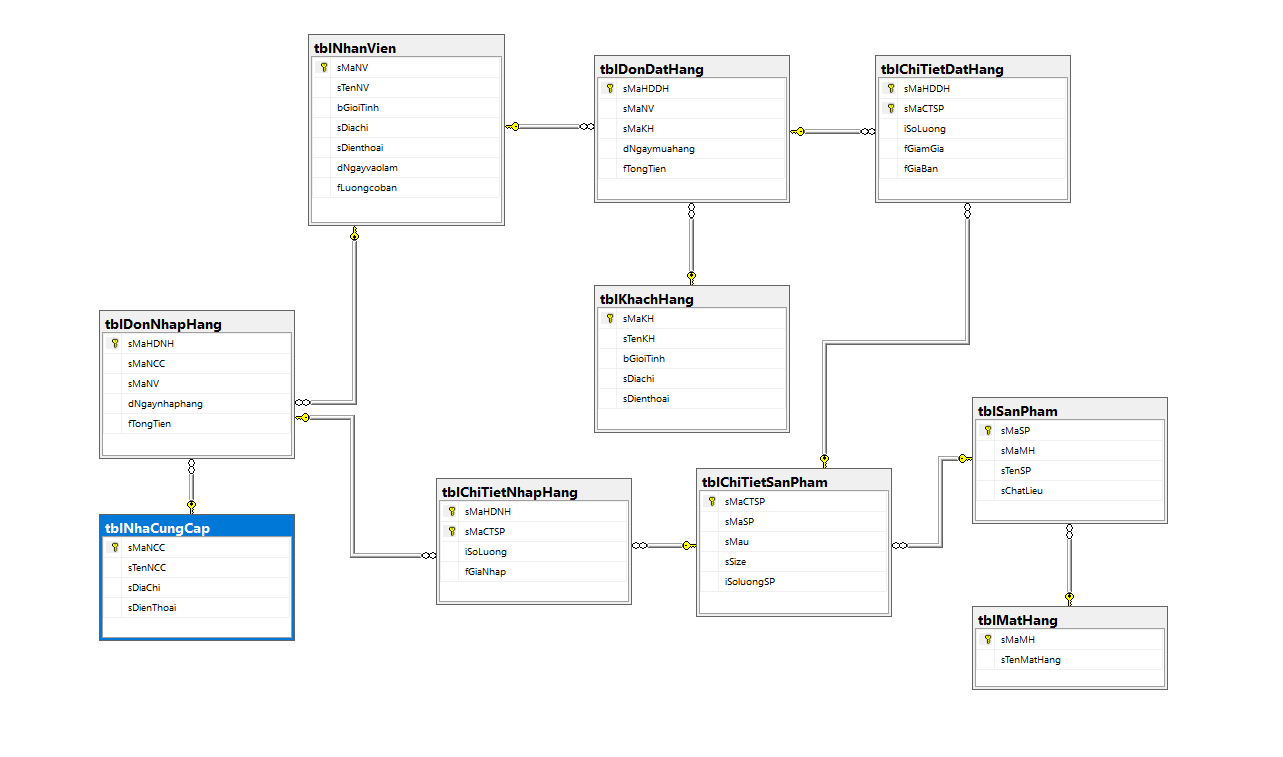 tblNhanVien
sMaNV
sTenNV
bGioiTinh
sDiachi
sDienthoai
dNgayvaolam
fLuongcoban
tblDonDatHang
sMaHDDH
sMaNV
sMaKH
dNgaymuahang
fTongTien
tblChiTietDatHang
sMaHDDH
sMaCTSP
iSoLuong
fGiamGia
fGiaBan
tblKhachHang
sMaKH
sTenKH
bGioiTinh
sDiachi
sDienthoai
tblDonNhapHang
sMaHDNH
sMaNCC
sMaNV
dNgaynhaphang
fTongTien
tblNhaCungCap
sMaNCC
sTenNCC
sDiaChi
sDienThoai
tblChiTietNhapHang
sMaHDNH
sMaCTSP
iSoLuong
fGiaNhap
tblChiTietSanPham
sMaCTSP
sMaSP
sMau
sSize
iSoluongSP
tblSanPham
sMaSP
sMaMH
sTenSP
sChatLieu
tblMatHang
sMaMH
sTenMatHang